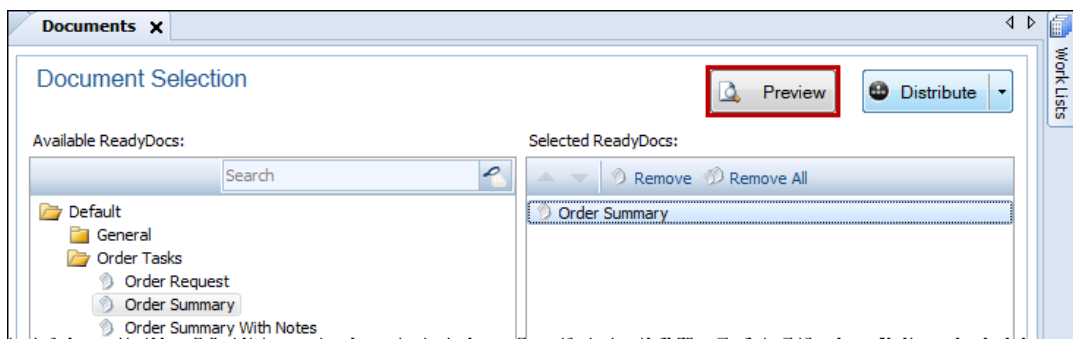 Documents
Work Lists
Document Selection
Preview
Distribute
Available ReadyDocs:
Selected ReadyDocs:
Search
Remove
Remove All
Default
General
Order Tasks
Order Request
Order Summary
Order Summary With Notes
Order Summary